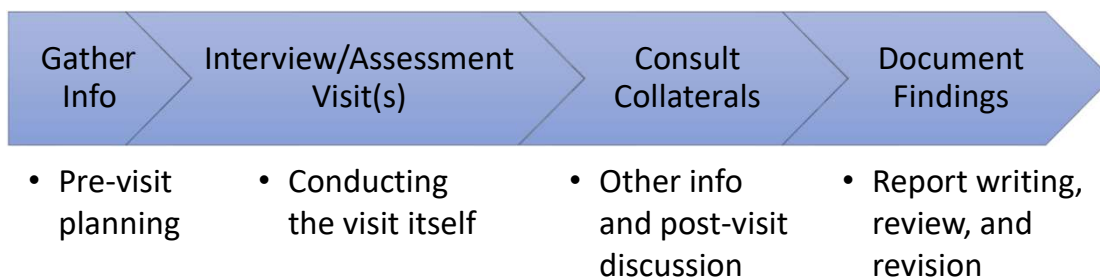 Gather
Info
Interview/Assessment
Visit(s)
Consult
Collaterals
Document
Findings
• Pre-visit
planning
• Conducting
the visit itself
• Other info
and post-visit
discussion
• Report writing,
review, and
revision